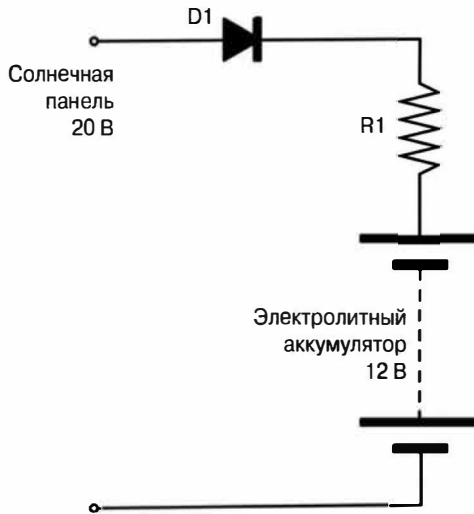 D1
Солнечная
панель
20 В
R1
Электролитный
аккумулятор
12 В